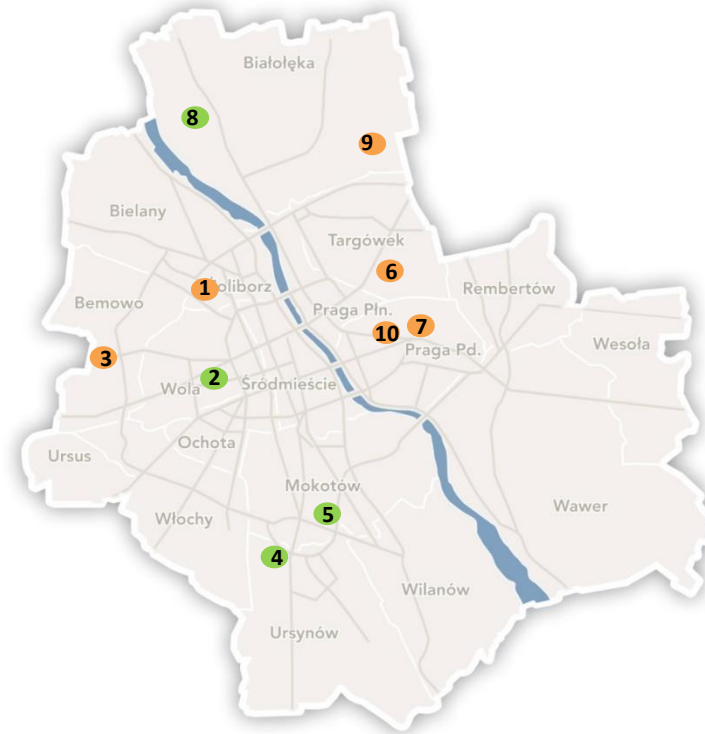 Białołęka
8
9
Bielany
Targówek
6
1
oliborz
Rembertów
Bemowo
Praga Płn.
7
10
3
Praga Pd.
Wesoła
2
Wola
Śródmieście
Ochota
Ursus
Mokotów
5
Wawer
Włochy
4
Wilanów
Ursynów